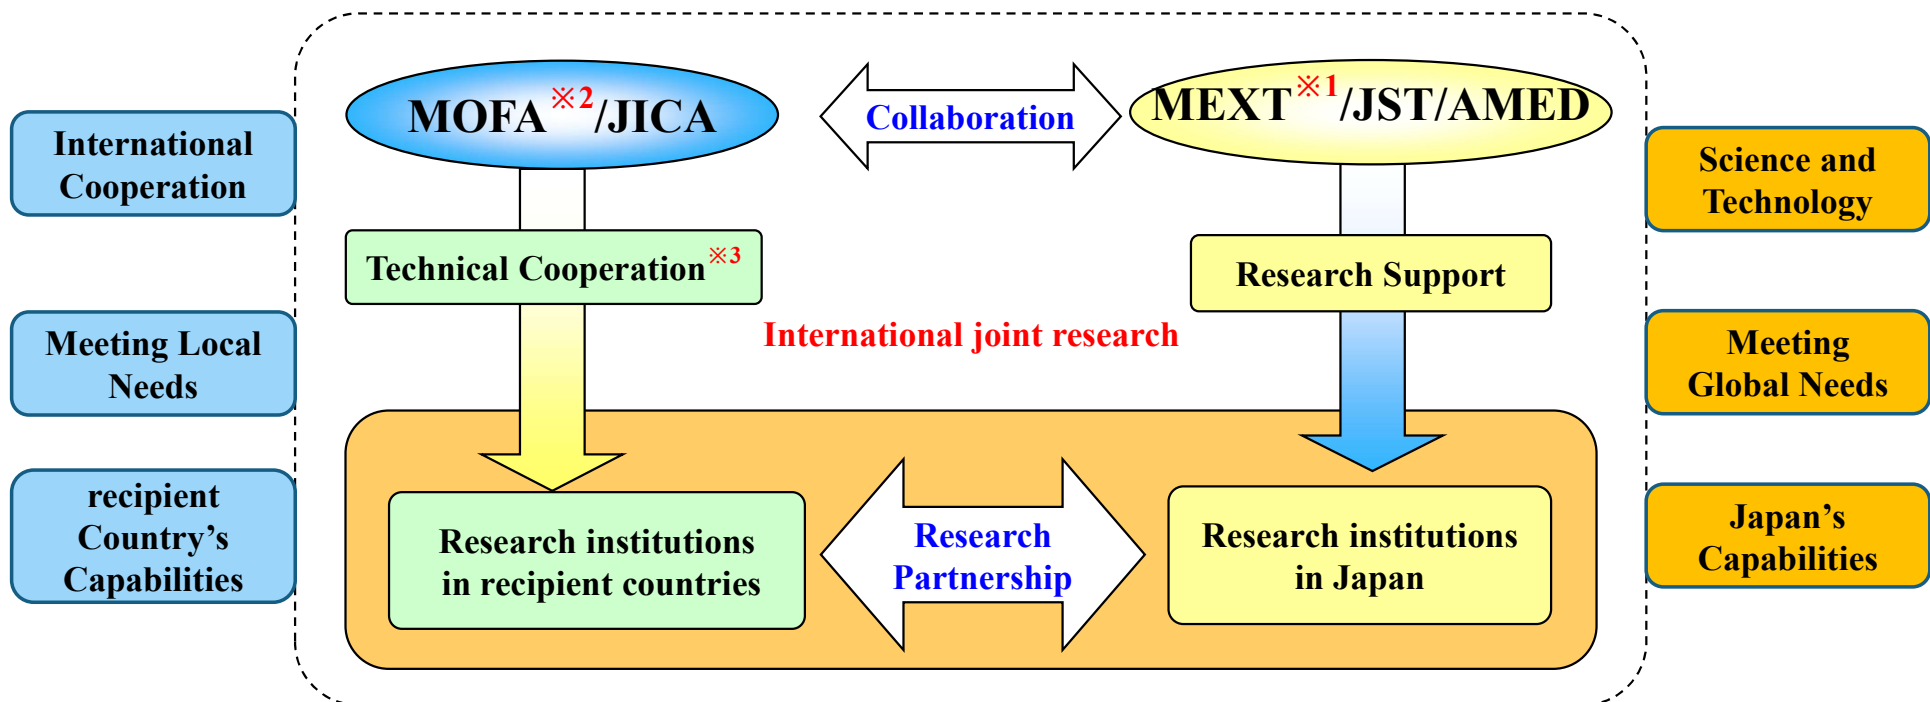 MOFA※2/JICA
Collaboration
MEXT※1/JST/AMED
International
Cooperation
Science and
Technology
Technical Cooperation※3
Research Support
International joint research
Meeting Local
Needs
Meeting
Global Needs
recipient
Country’s
Capabilities
Research institutions
in recipient countries
Research
Partnership
Research institutions
in Japan
Japan’s
Capabilities